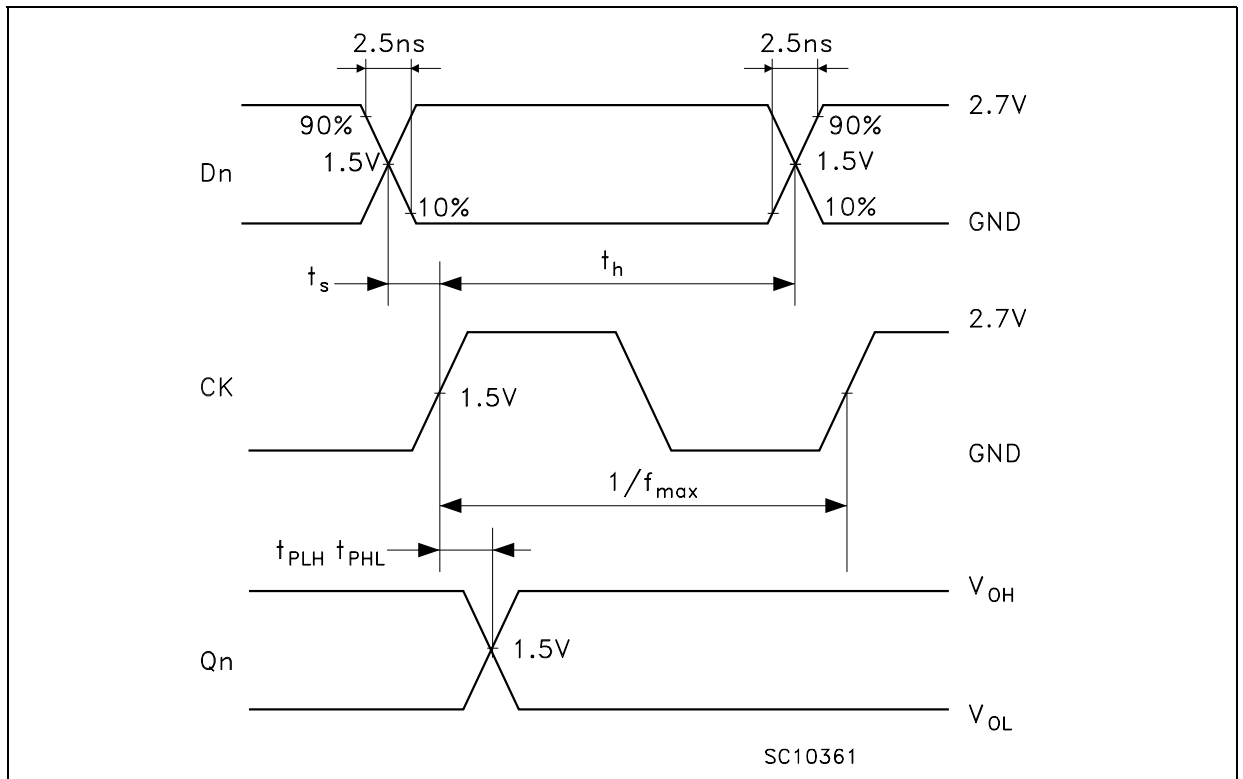 2.5ns 2.5ns
2.7V
90% 90%
1.5V 1.5V
Dn
10% 10%
GND
ts th
2.7V
CK 1.5V
GND
1/fmax
tPLH tPHL
VOH
1.5V
Qn
VOL
SC10361